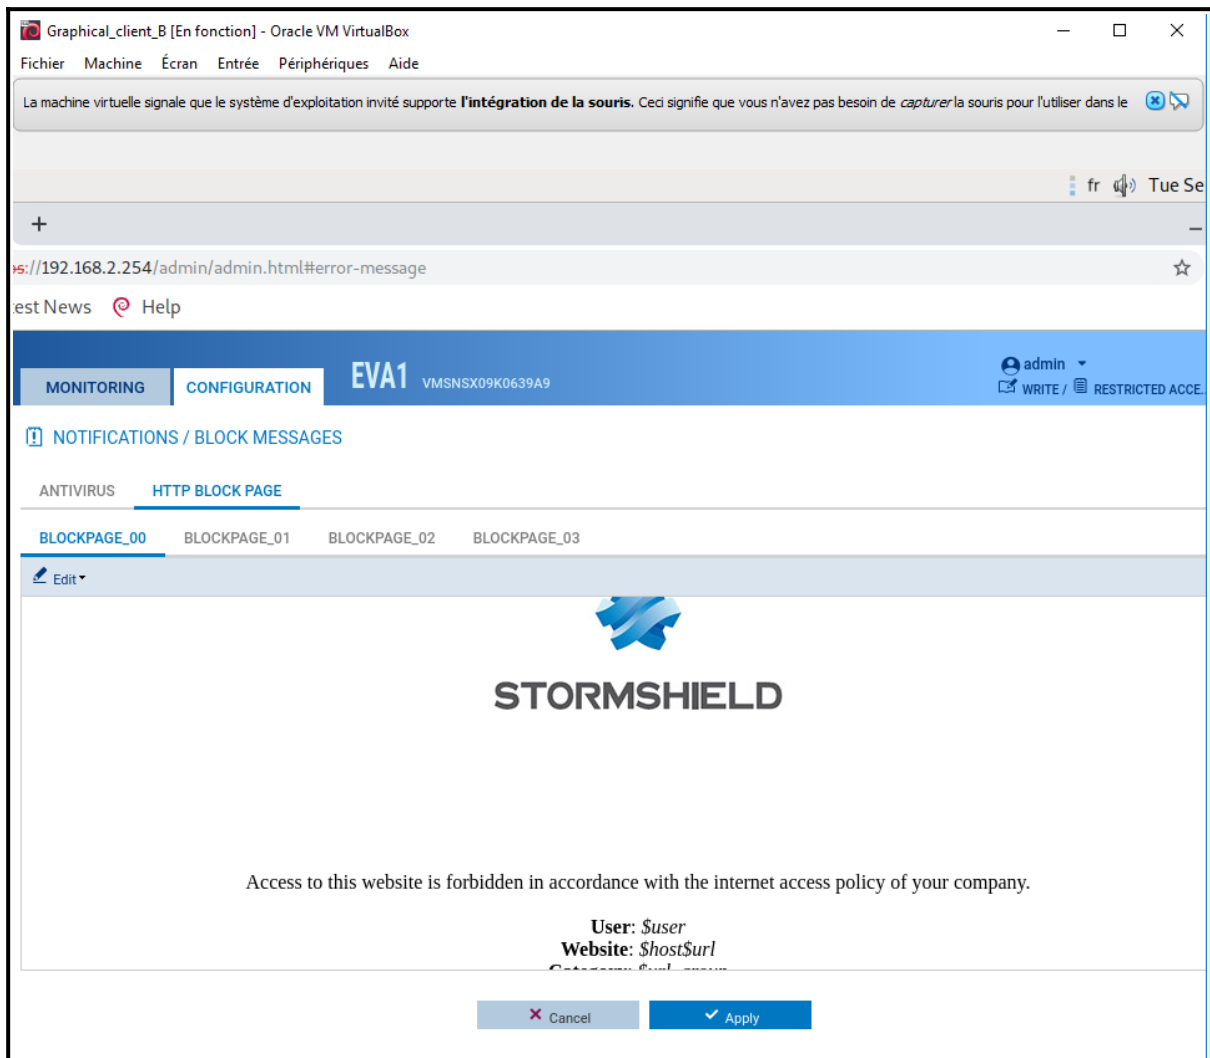 Graphical_client_B [En fonction] - Oracle VM VirtualBox
Fichier Machine Écran Entrée Périphériques Aide
La machine virtuelle signale que le système d'exploitation invité supporte l'intégration de la souris. Ceci signifie que vous n'avez pas besoin de capturer la souris pour l'utiliser dans le
fr Tue Se
+
s://192.168.2.254/admin/admin.html#error-message
test News Help
MONITORING CONFIGURATION EVA1 VMSNSX09K0639A9 admin
WRITE / RESTRICTED ACCE..
NOTIFICATIONS / BLOCK MESSAGES
ANTIVIRUS HTTP BLOCK PAGE
BLOCKPAGE_00 BLOCKPAGE_01 BLOCKPAGE_02 BLOCKPAGE_03
Edit
STORMSHIELD
Access to this website is forbidden in accordance with the internet access policy of your company.
User: $user
Website: $host$url
Category: $url_group
Cancel Apply